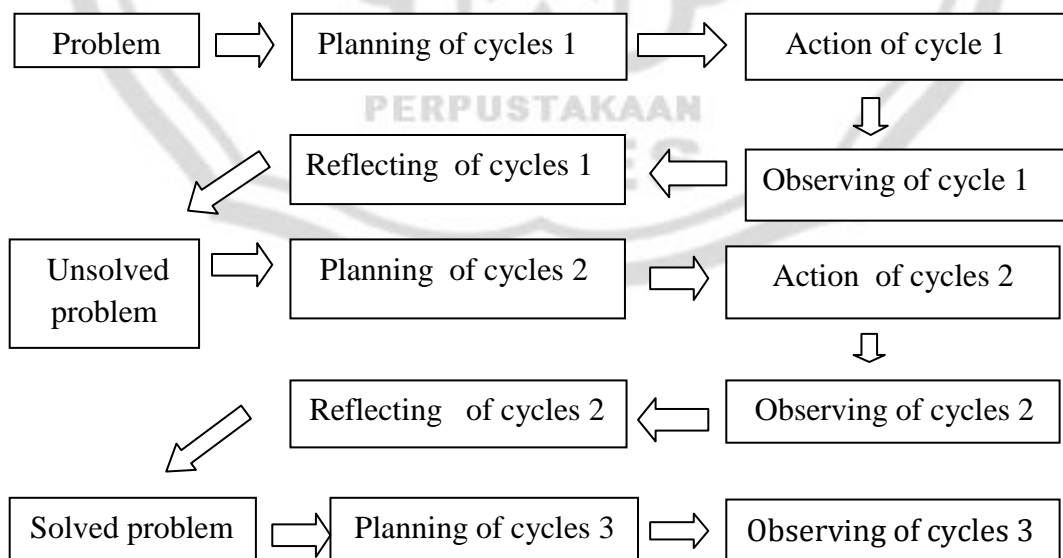 Problem
Planning of cycles 1
Action of cycle 1
PERPUSTAKAAN
Reflecting of cycles 1
Observing of cycle 1
Unsolved
problem
Planning of cycles 2
Action of cycles 2
Reflecting of cycles 2
Observing of cycles 2
Solved problem
Planning of cycles 3
Observing of cycles 3